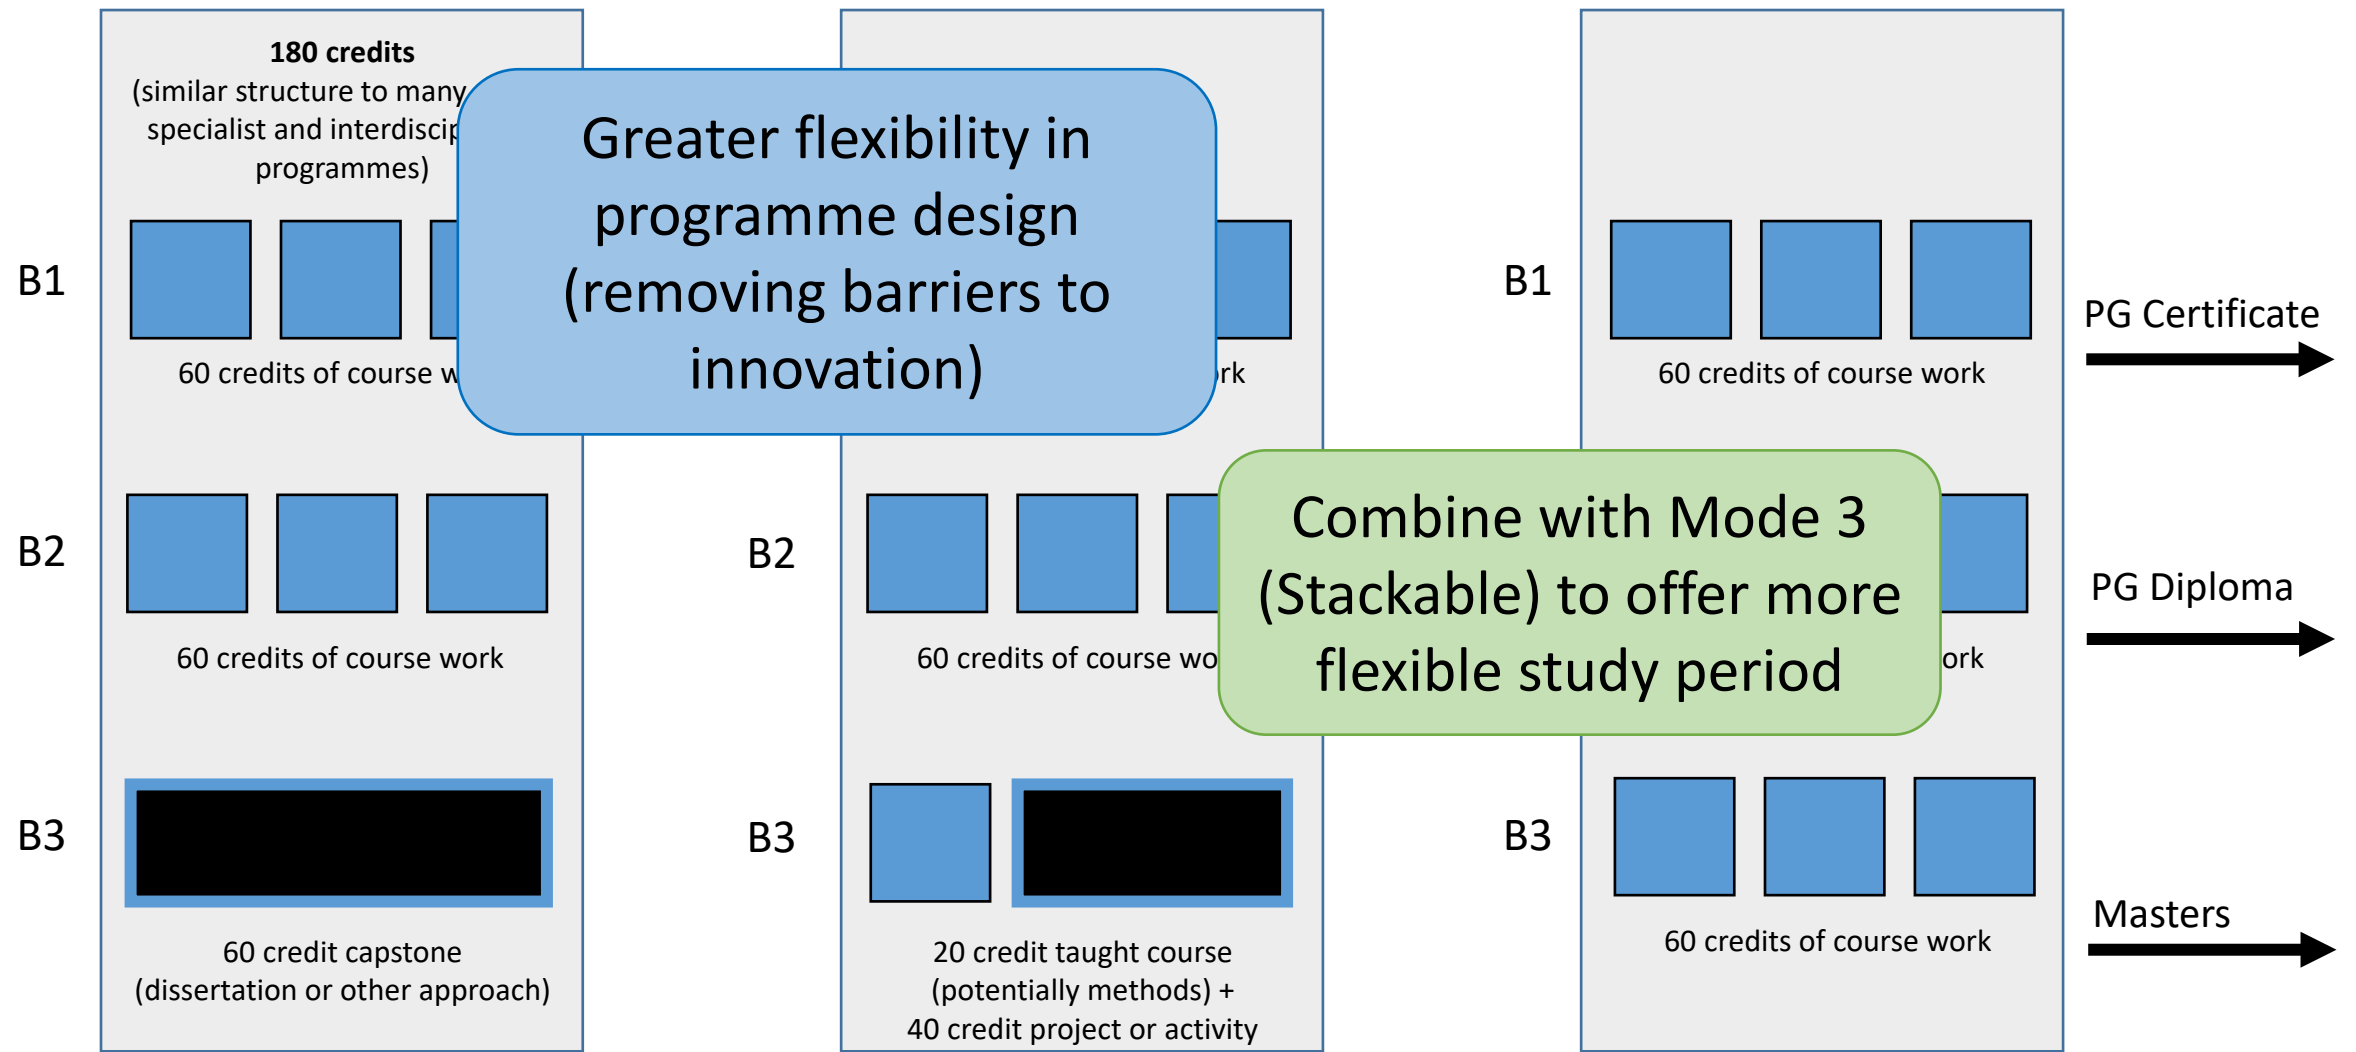 180 credits
(similar structure to many
specialist and
programmes)
Greater flexibility in
programme design
(removing barriers to
innovation)
B1
60 credits of course
B1
60 credits of course work
PG Certificate
B2
60 credits of course work
B2
60 credits of course
Combine with Mode 3
(Stackable) to offer more
flexible study period
PG Diploma
B3
60 credit capstone
(dissertation or other approach)
B3
20 credit taught course
(potentially methods) +
40 credit project or activity
B3
60 credits of course work
Masters